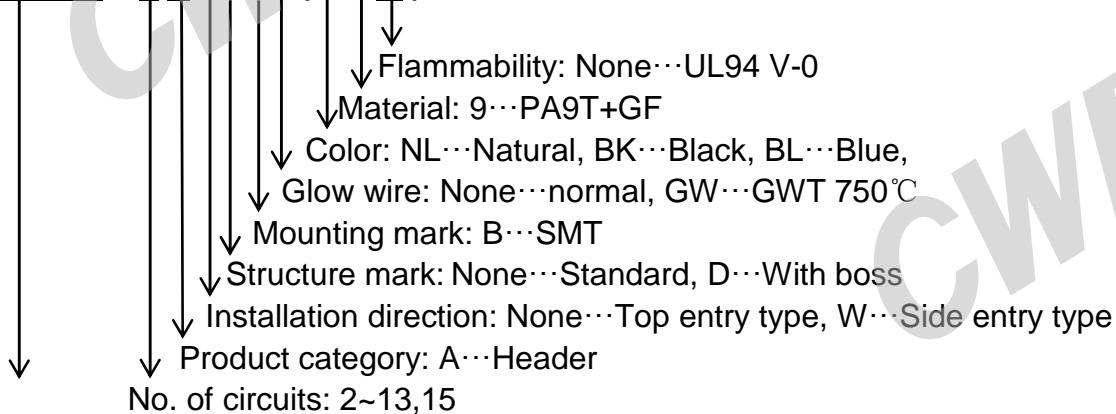 Flammability: None···UL94 V-0
Material: 9···PA9T+GF
Color: NL···Natural, BK···Black, BL···Blue,
Glow wire: None···normal, GW···GWT 750℃
Mounting mark: B···SMT
Structure mark: None···Standard, D···With boss
Installation direction: None···Top entry type, W···Side entry type
Product category: A···Header
No. of circuits: 2~13,15